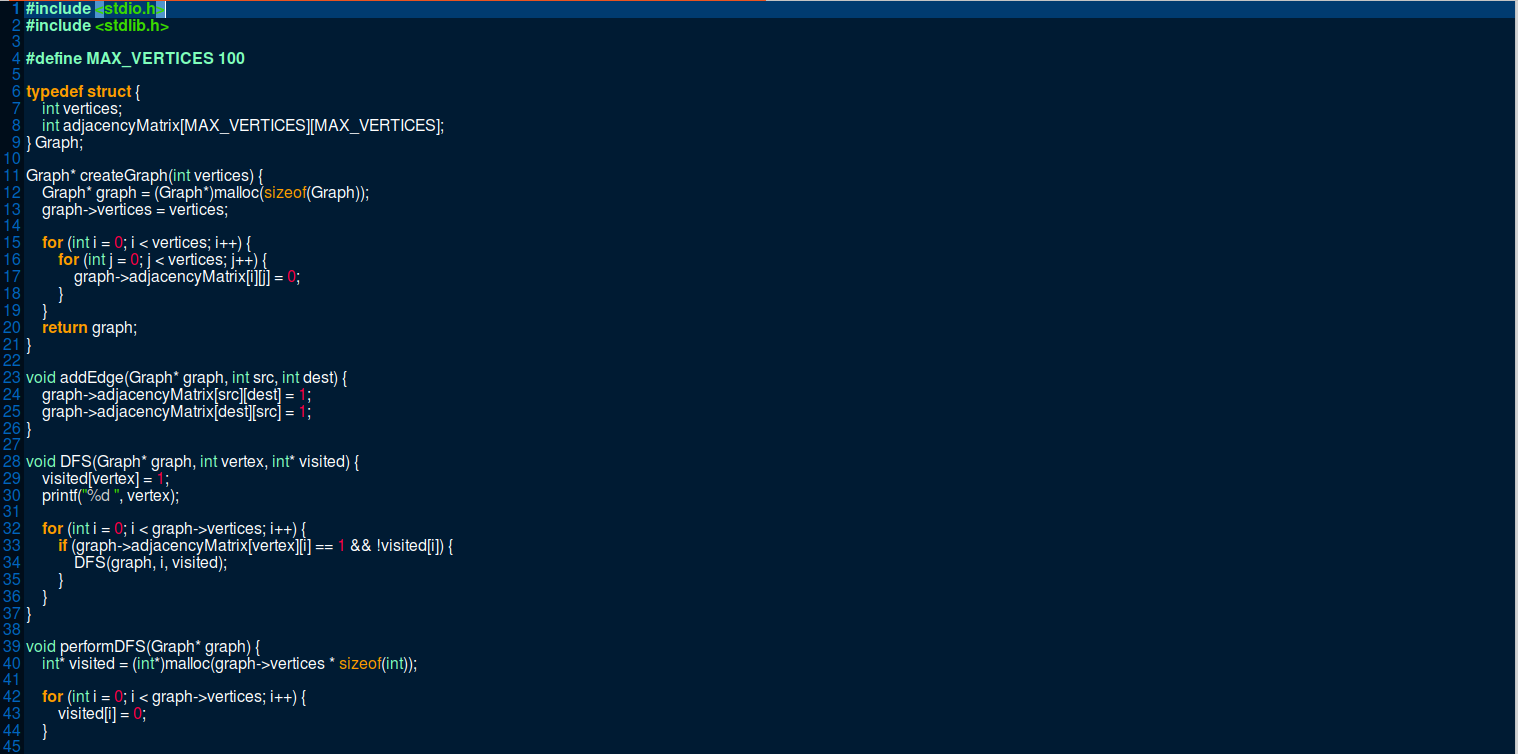 1 #include <stdio.h>
2 #include <stdlib.h>
3
4 #define MAX_VERTICES 100
5
6 typedef struct {
7     int vertices;
8     int adjacencyMatrix[MAX_VERTICES][MAX_VERTICES];
9 } Graph;
10
11 Graph* createGraph(int vertices) {
12     Graph* graph = (Graph*)malloc(sizeof(Graph));
13     graph->vertices = vertices;
14
15     for (int i = 0; i < vertices; i++) {
16         for (int j = 0; j < vertices; j++) {
17             graph->adjacencyMatrix[i][j] = 0;
18         }
19     }
20     return graph;
21 }
22
23 void addEdge(Graph* graph, int src, int dest) {
24     graph->adjacencyMatrix[src][dest] = 1;
25     graph->adjacencyMatrix[dest][src] = 1;
26 }
27
28 void DFS(Graph* graph, int vertex, int* visited) {
29     visited[vertex] = 1;
30     printf("%d ", vertex);
31
32     for (int i = 0; i < graph->vertices; i++) {
33         if (graph->adjacencyMatrix[vertex][i] == 1 && !visited[i]) {
34             DFS(graph, i, visited);
35         }
36     }
37 }
38
39 void performDFS(Graph* graph) {
40     int* visited = (int*)malloc(graph->vertices * sizeof(int));
41
42     for (int i = 0; i < graph->vertices; i++) {
43         visited[i] = 0;
44     }
45